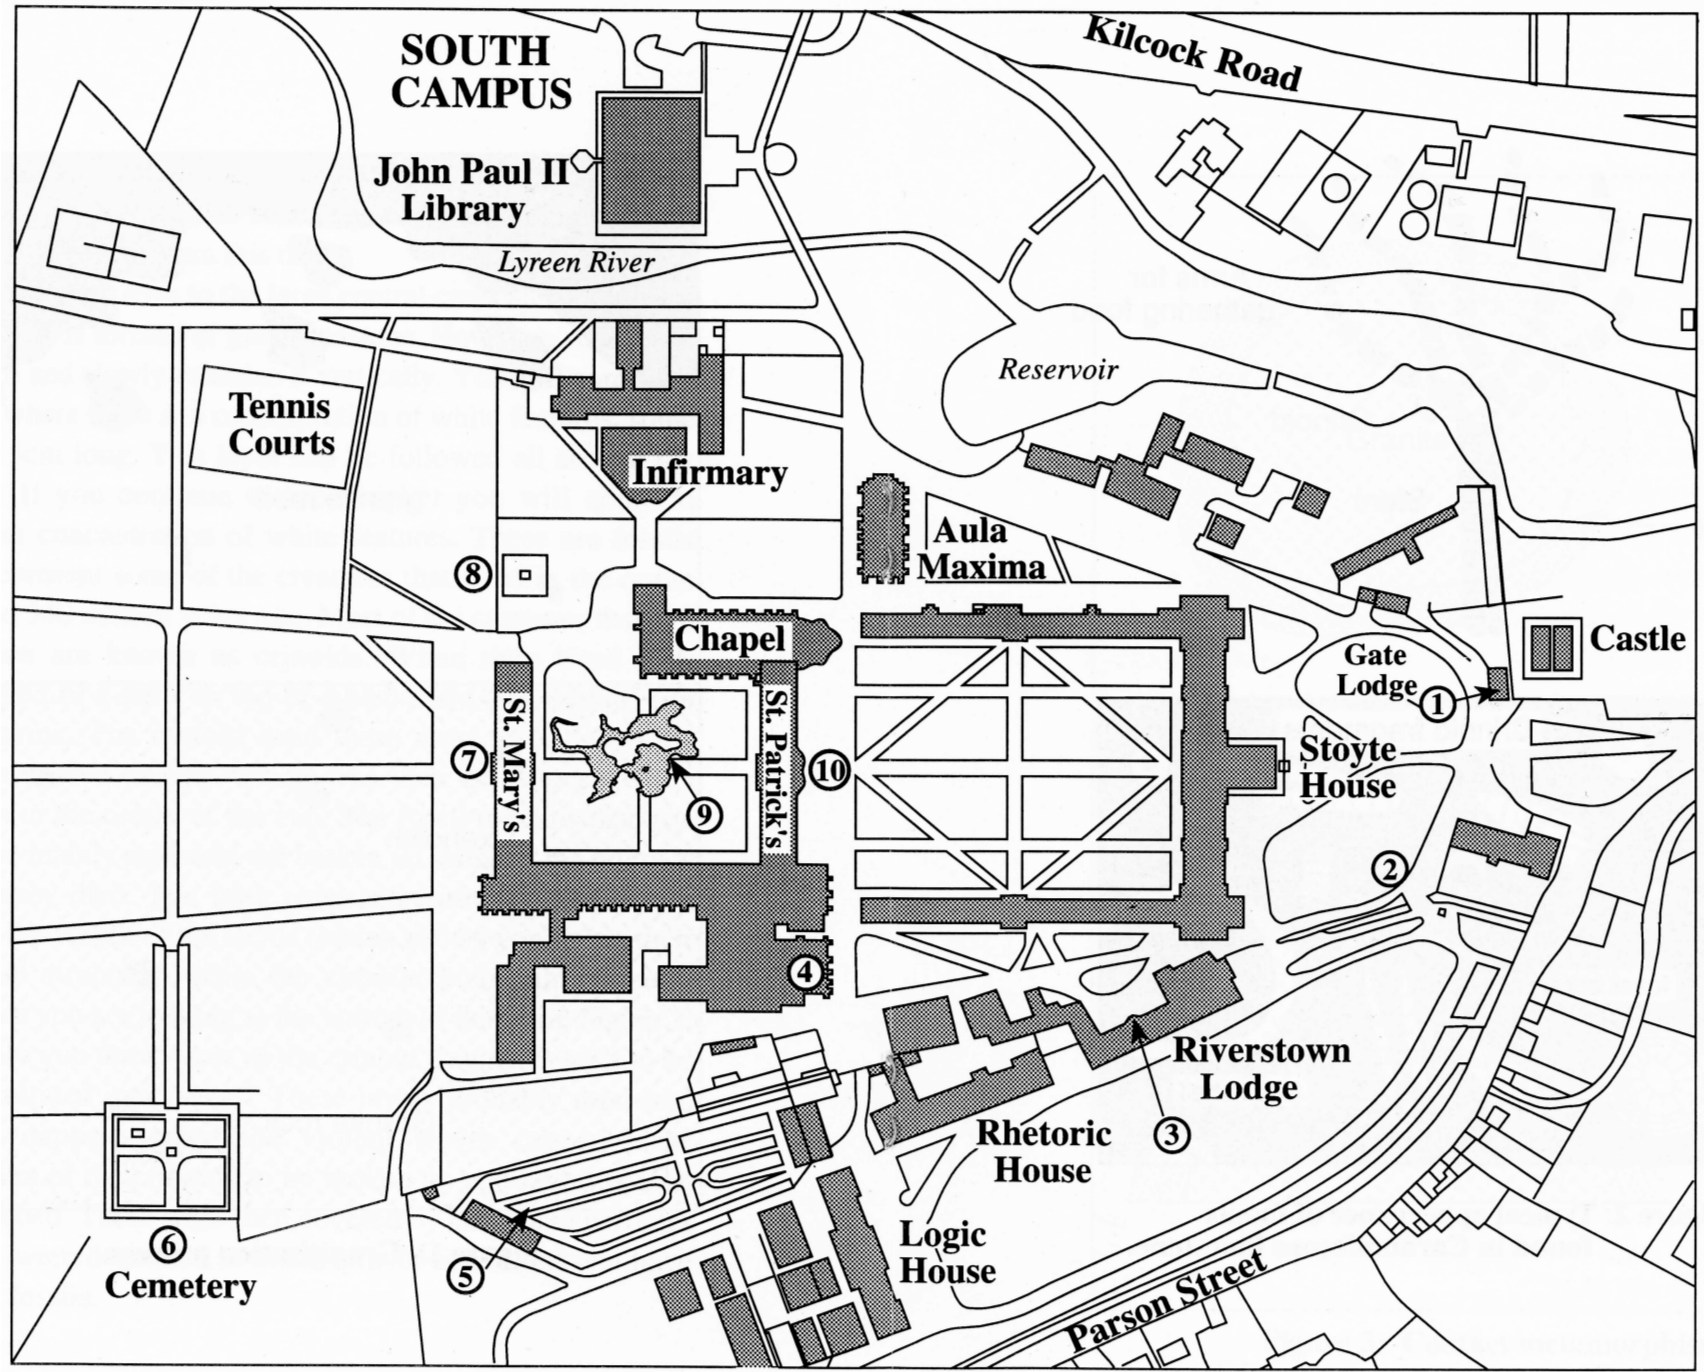 SOUTH
CAMPUS
Kilcock Road
John Paul II
Library
Lyreen River
Reservoir
Tennis
Courts
Infirmary
Aula
Maxima
8
Chapel
Castle
Gate
Lodge
1
St. Mary's
St. Patrick's
7
10
9
Stoyte
House
2
4
Riverstown
Lodge
3
Rhetoric
House
Logic
House
5
6
Cemetery
Parson Street